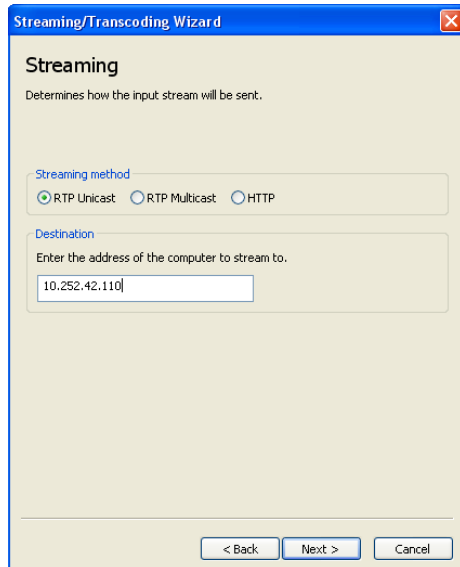 Streaming/Transcoding Wizard
Streaming
Determines how the input stream will be sent.
Streaming method
RTP Unicast RTP Multicast HTTP
Destination
Enter the address of the computer to stream to.
10.252.42.110
< Back Next > Cancel